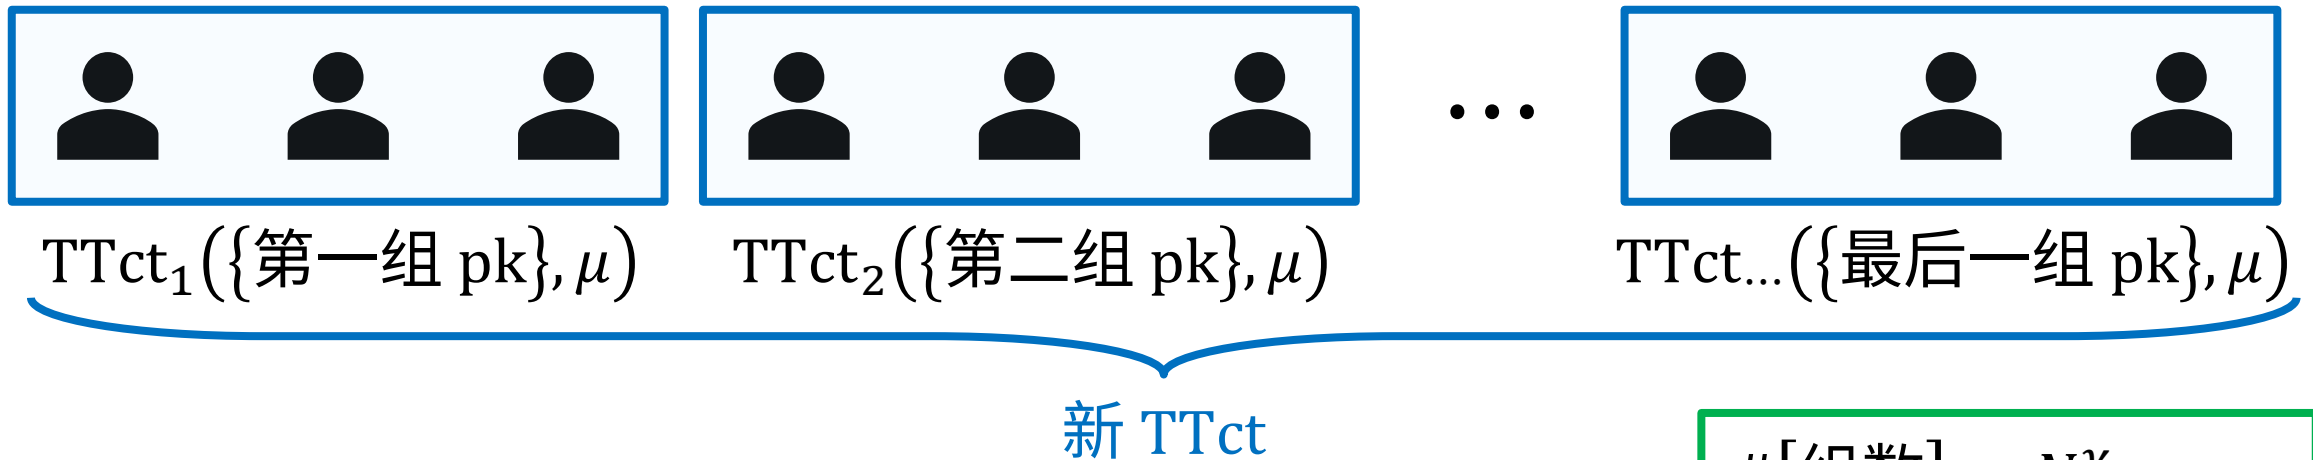 TTct₁({第一组 pk}, μ) TTct₂({第二组 pk}, μ) ⋯ TTct…({最后一组 pk}, μ)
新 TTct